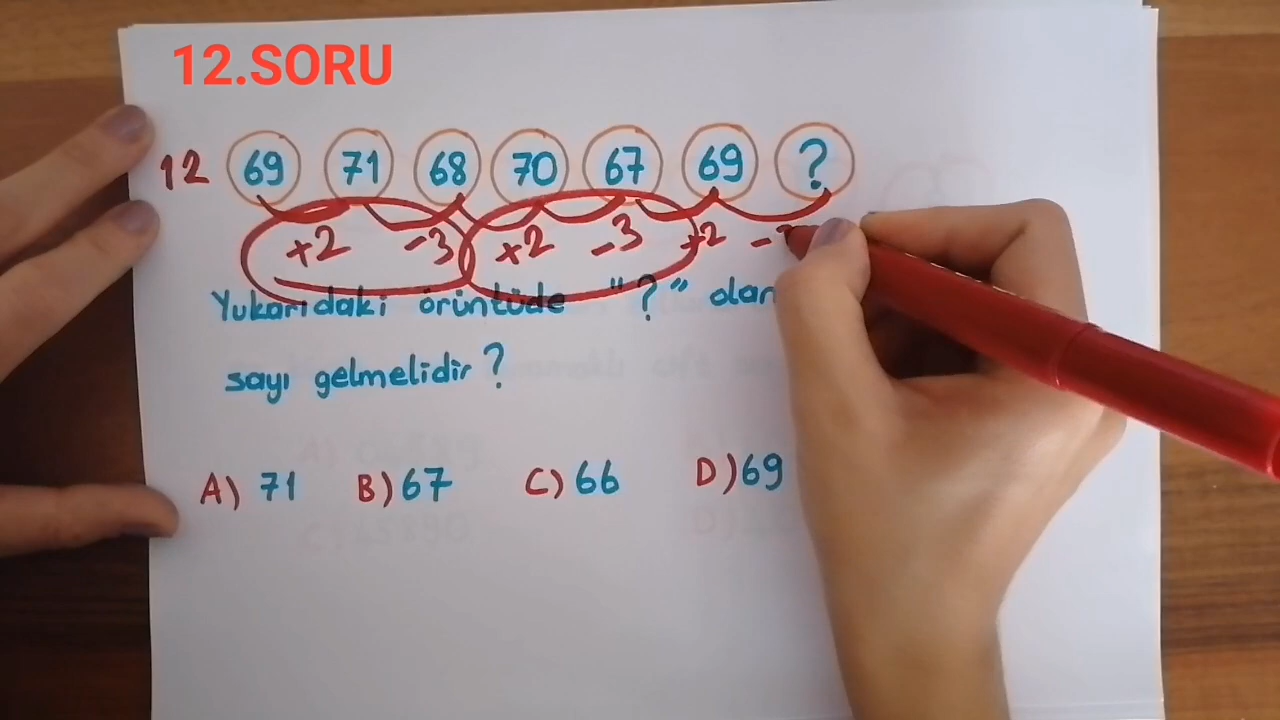 12.SORU
12 69 71 68 70 67 69 ?
+2 -3 +2 -3 +2 -
Yukarıdaki örüntüde "?" olan
sayı gelmelidir ?
A) 71 B) 67 C) 66 D) 69